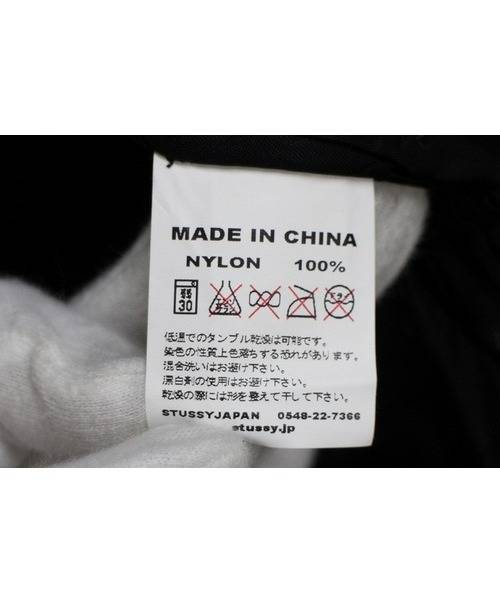 MADE IN CHINA
NYLON 100%
弱 30
低温でのタンブル乾燥は可能です。
染色の性質上色落ちする恐れがあります。
混合洗いはお避け下さい。
漂白剤の使用はお避け下さい。
乾燥の際には形を整えて干して下さい。
STUSSYJAPAN 0548-22-7366
stussy.jp